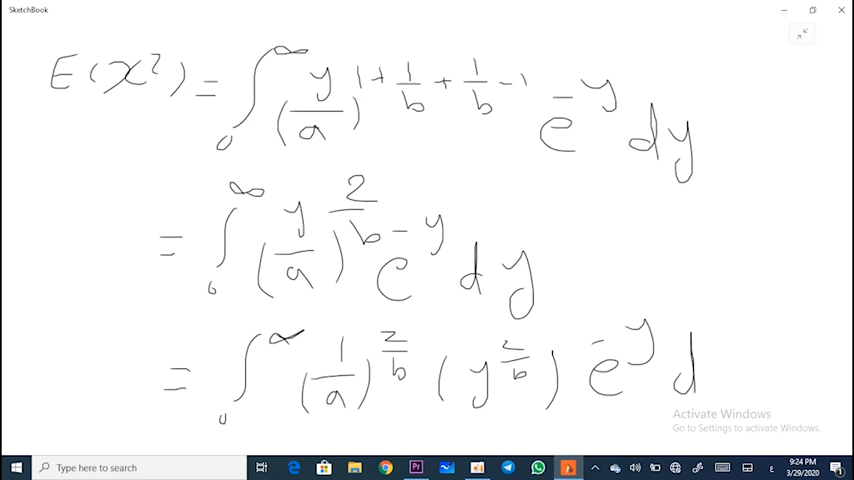 SketchBook
E(x²) = ∫₀^∞ (y/a)^(1 + 1/b + 1/b - 1) e^-y dy
= ∫₀^∞ (y/a)^(2/b) e^-y dy
= ∫₀^∞ (1/a)^(2/b) (y^(2/b)) e^-y d
Activate Windows
Go to Settings to activate Windows.
Type here to search
9:24 PM
3/29/2020